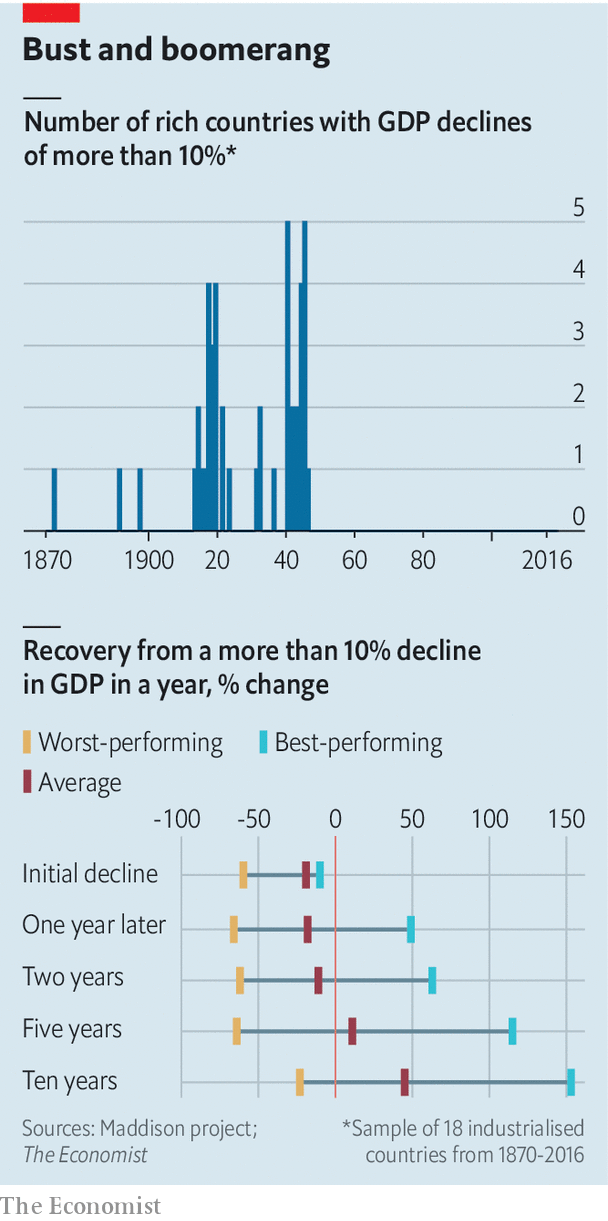 Bust and boomerang
Number of rich countries with GDP declines
of more than 10%*
5
4
3
2
1
0
1870 1900 20 40 60 80 2016
Recovery from a more than 10% decline
in GDP in a year, % change
Worst-performing Best-performing
Average
-100 -50 0 50 100 150
Initial decline
One year later
Two years
Five years
Ten years
Sources: Maddison project; *Sample of 18 industrialised
The Economist countries from 1870-2016
The Economist